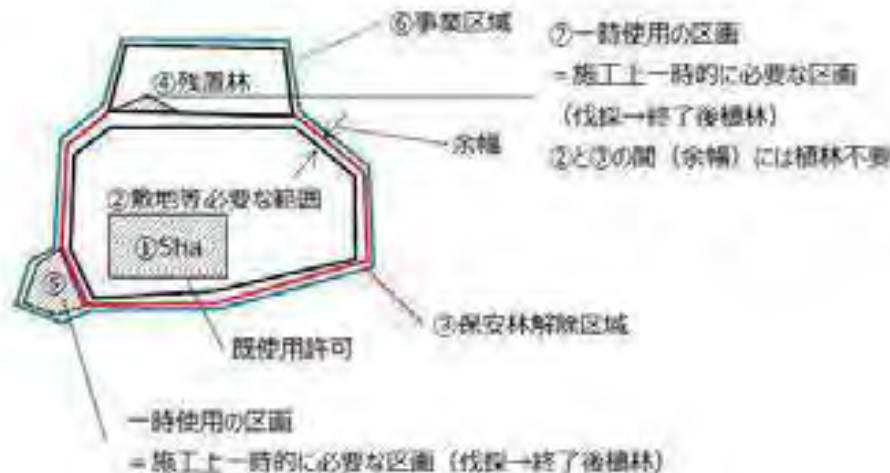 ⑥事業区域
⑦一時使用の区画
=施工上一時的に必要な区画
(伐採→終了後植林)
②と③の間(余幅)には植林不要
④残置林
余幅
②敷地等必要な範囲
①5ha
⑤
③保安林解除区域
既使用許可
一時使用の区画
=施工上一時的に必要な区画(伐採→終了後植林)